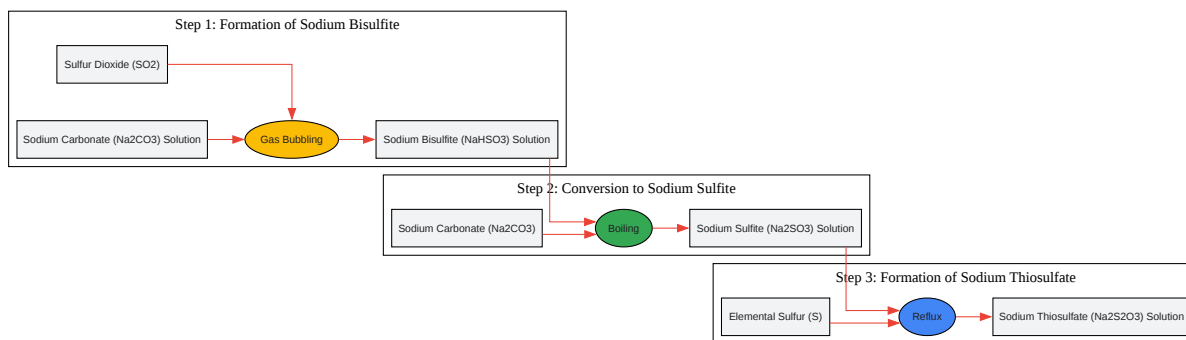 Step 1: Formation of Sodium Bisulfite
Sulfur Dioxide (SO2)
Sodium Carbonate (Na2CO3) Solution
Gas Bubbling
Sodium Bisulfite (NaHSO3) Solution
Step 2: Conversion to Sodium Sulfite
Sodium Carbonate (Na2CO3)
Boiling
Sodium Sulfite (Na2SO3) Solution
Step 3: Formation of Sodium Thiosulfate
Elemental Sulfur (S)
Reflux
Sodium Thiosulfate (Na2S2O3) Solution